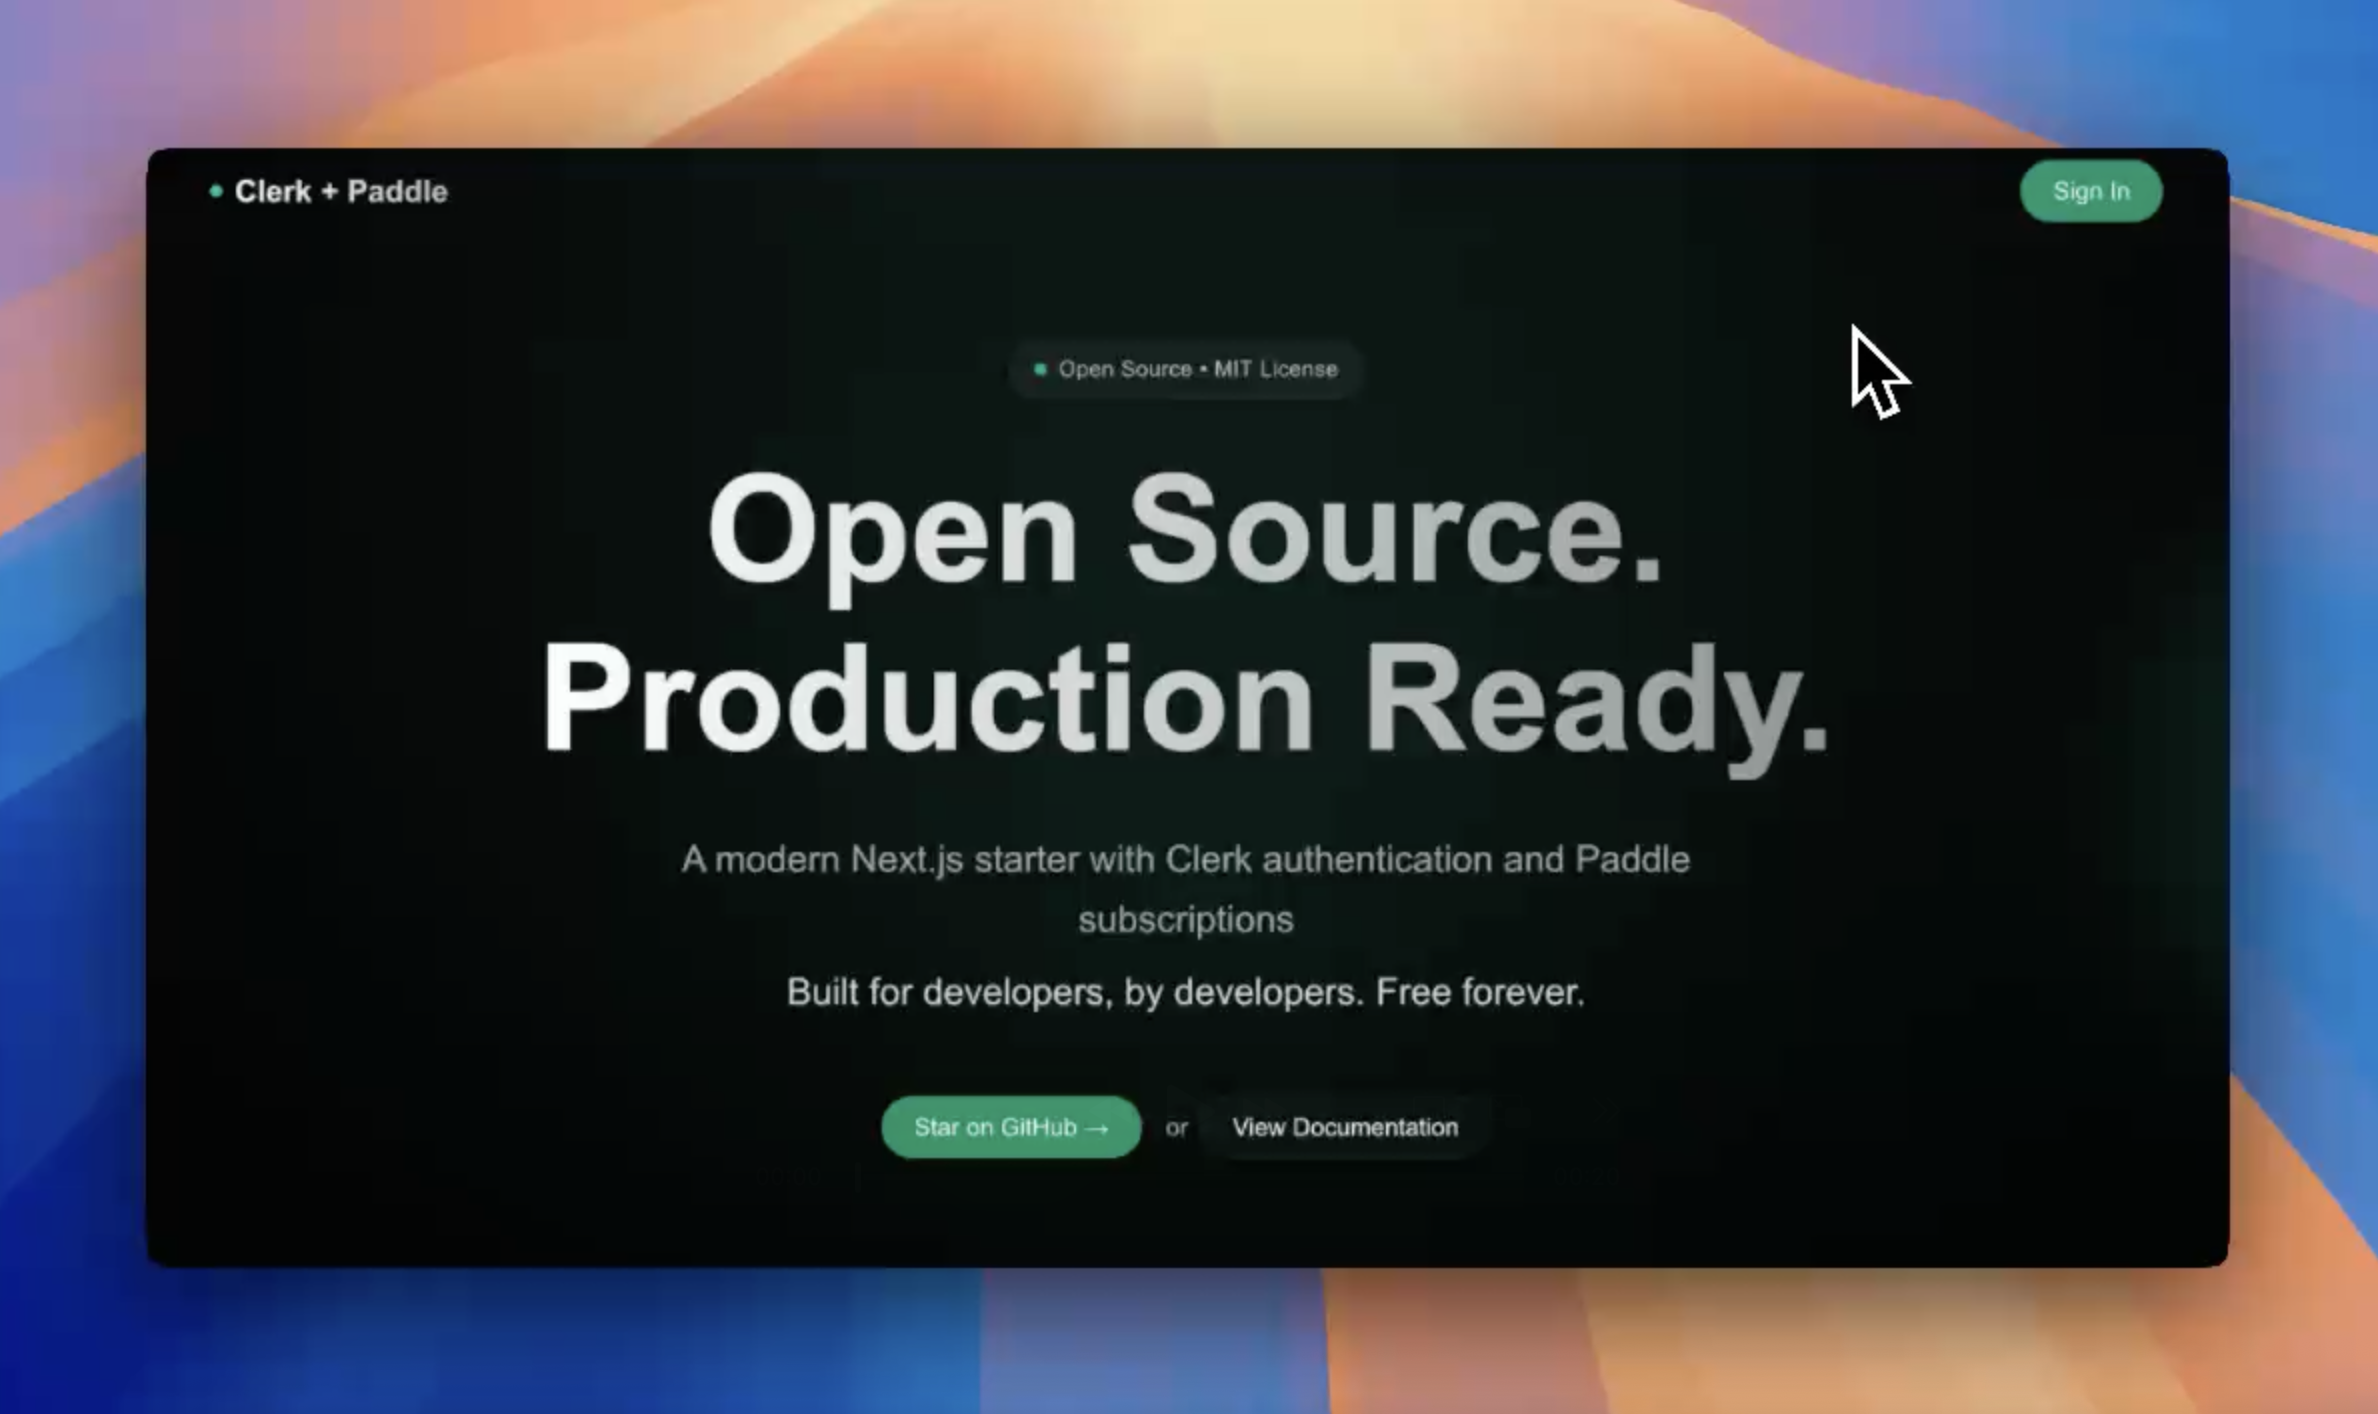 Clerk + Paddle
Sign In
Open Source • MIT License
Open Source.
Production Ready.
A modern Next.js starter with Clerk authentication and Paddle
subscriptions
Built for developers, by developers. Free forever.
Star on GitHub → or View Documentation